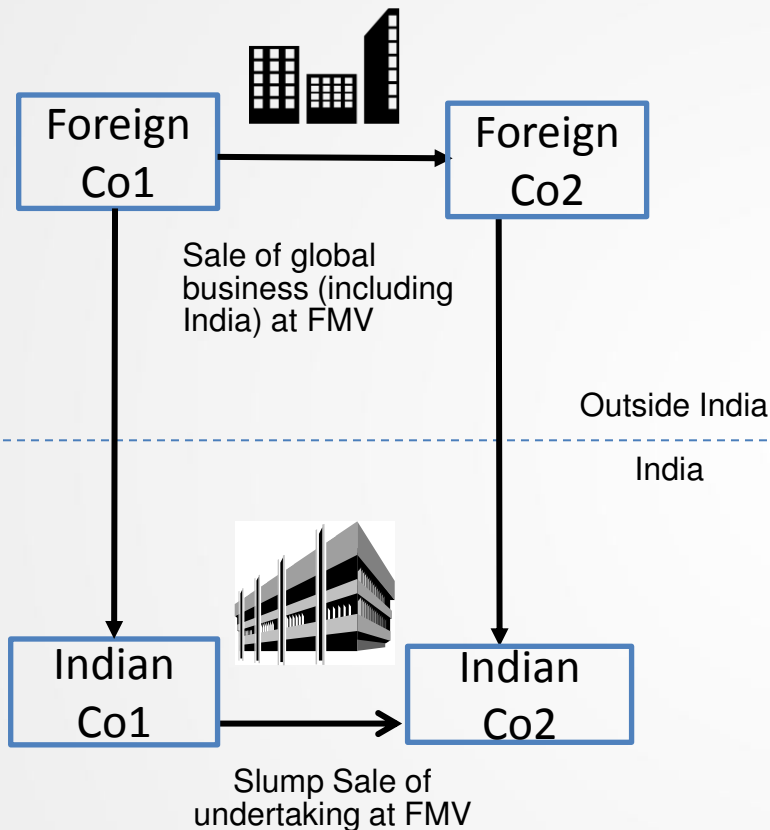 Foreign
Co1
Foreign
Co2
Sale of global
business (including
India) at FMV
Outside India
India
Indian
Co1
Indian
Co2
Slump Sale of
undertaking at FMV